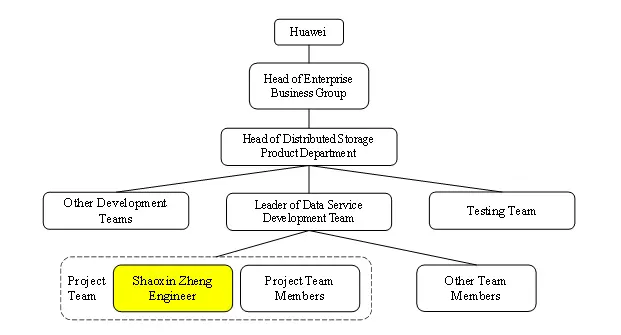 Huawei
Head of Enterprise
Business Group
Head of Distributed Storage
Product Department
Other Development
Teams
Leader of Data Service
Development Team
Testing Team
Project
Team
Shaoxin Zheng
Engineer
Project Team
Members
Other Team
Members